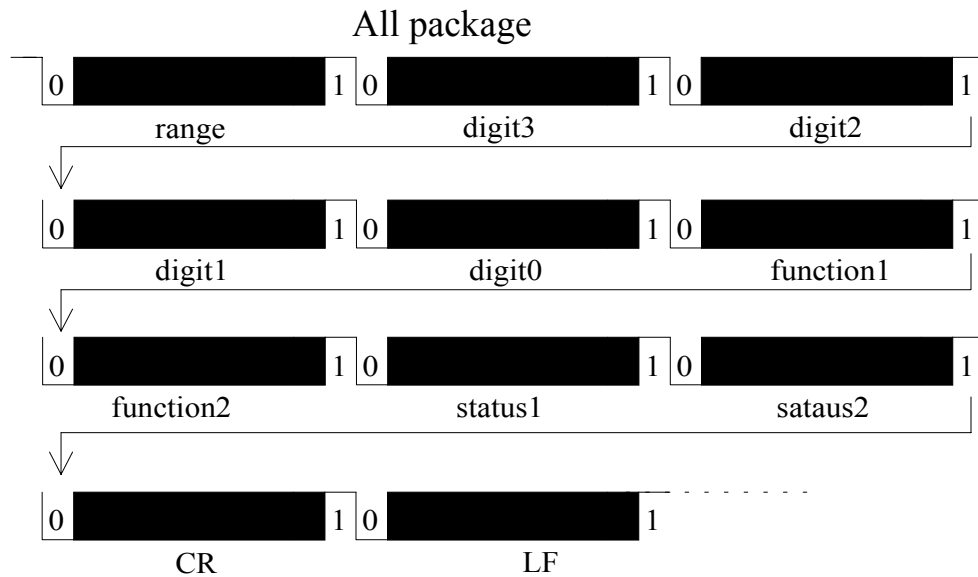 All package
0 1 0 1 0 1
range digit3 digit2
0 1 0 1 0 1
digit1 digit0 function1
0 1 0 1 0 1
function2 status1 sataus2
0 1 0 1
CR LF